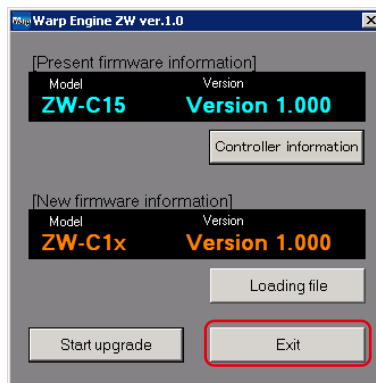 Warp Warp Engine ZW ver.1.0
[Present firmware information]
Model Version
ZW-C15 Version 1.000
Controller information
[New firmware information]
Model Version
ZW-C1x Version 1.000
Loading file
Start upgrade Exit